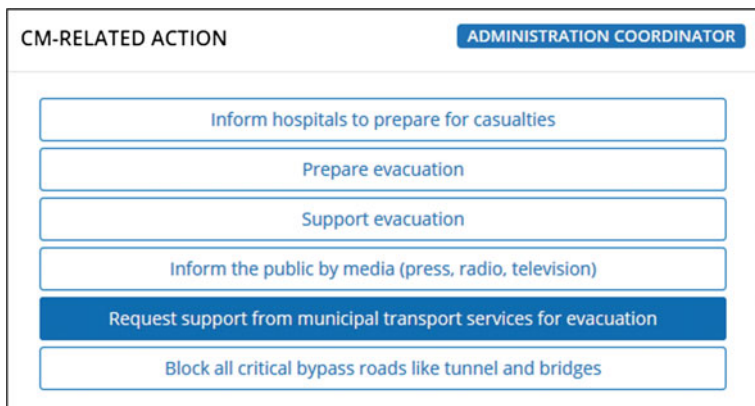 CM-RELATED ACTION
ADMINISTRATION COORDINATOR
Inform hospitals to prepare for casualties
Prepare evacuation
Support evacuation
Inform the public by media (press, radio, television)
Request support from municipal transport services for evacuation
Block all critical bypass roads like tunnel and bridges